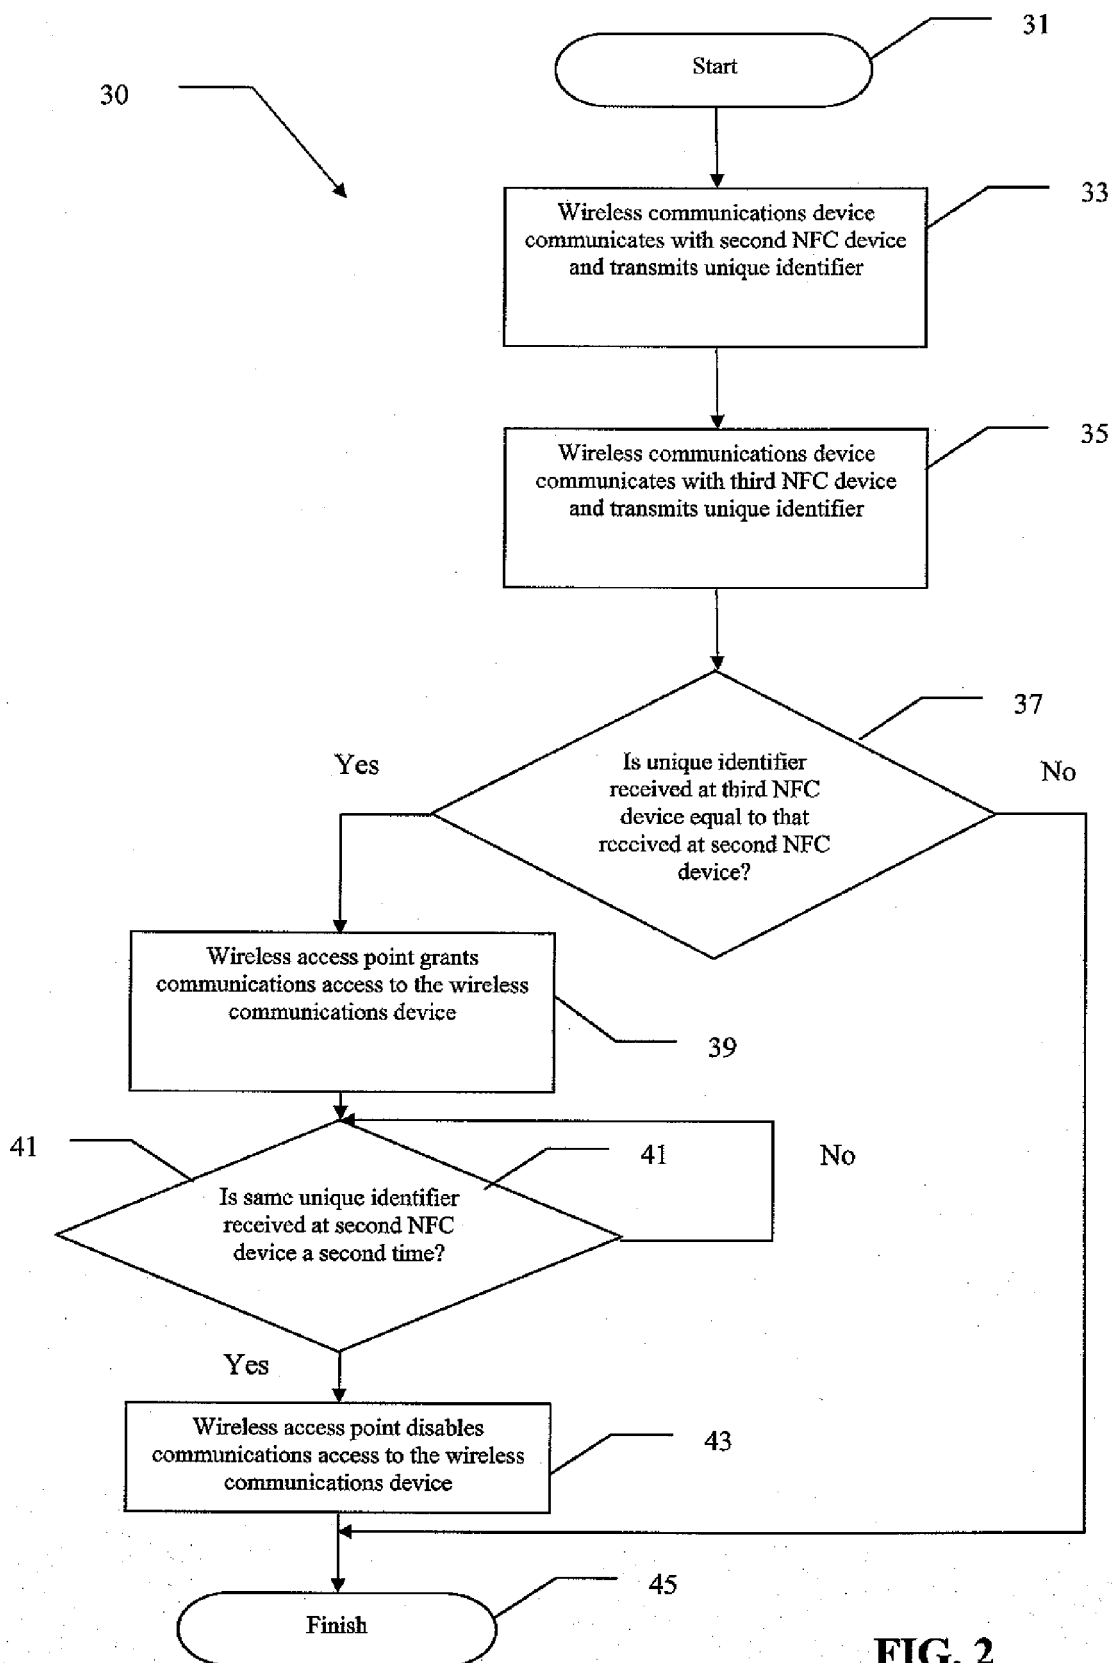 31
Start
30
33
Wireless communications device
communicates with second NFC device
and transmits unique identifier
35
Wireless communications device
communicates with third NFC device
and transmits unique identifier
37
Yes
No
Is unique identifier
received at third NFC
device equal to that
received at second NFC
device?
Wireless access point grants
communications access to the wireless
communications device
39
41
41
No
Is same unique identifier
received at second NFC
device a second time?
Yes
Wireless access point disables
communications access to the wireless
communications device
43
45
Finish
FIG. 2